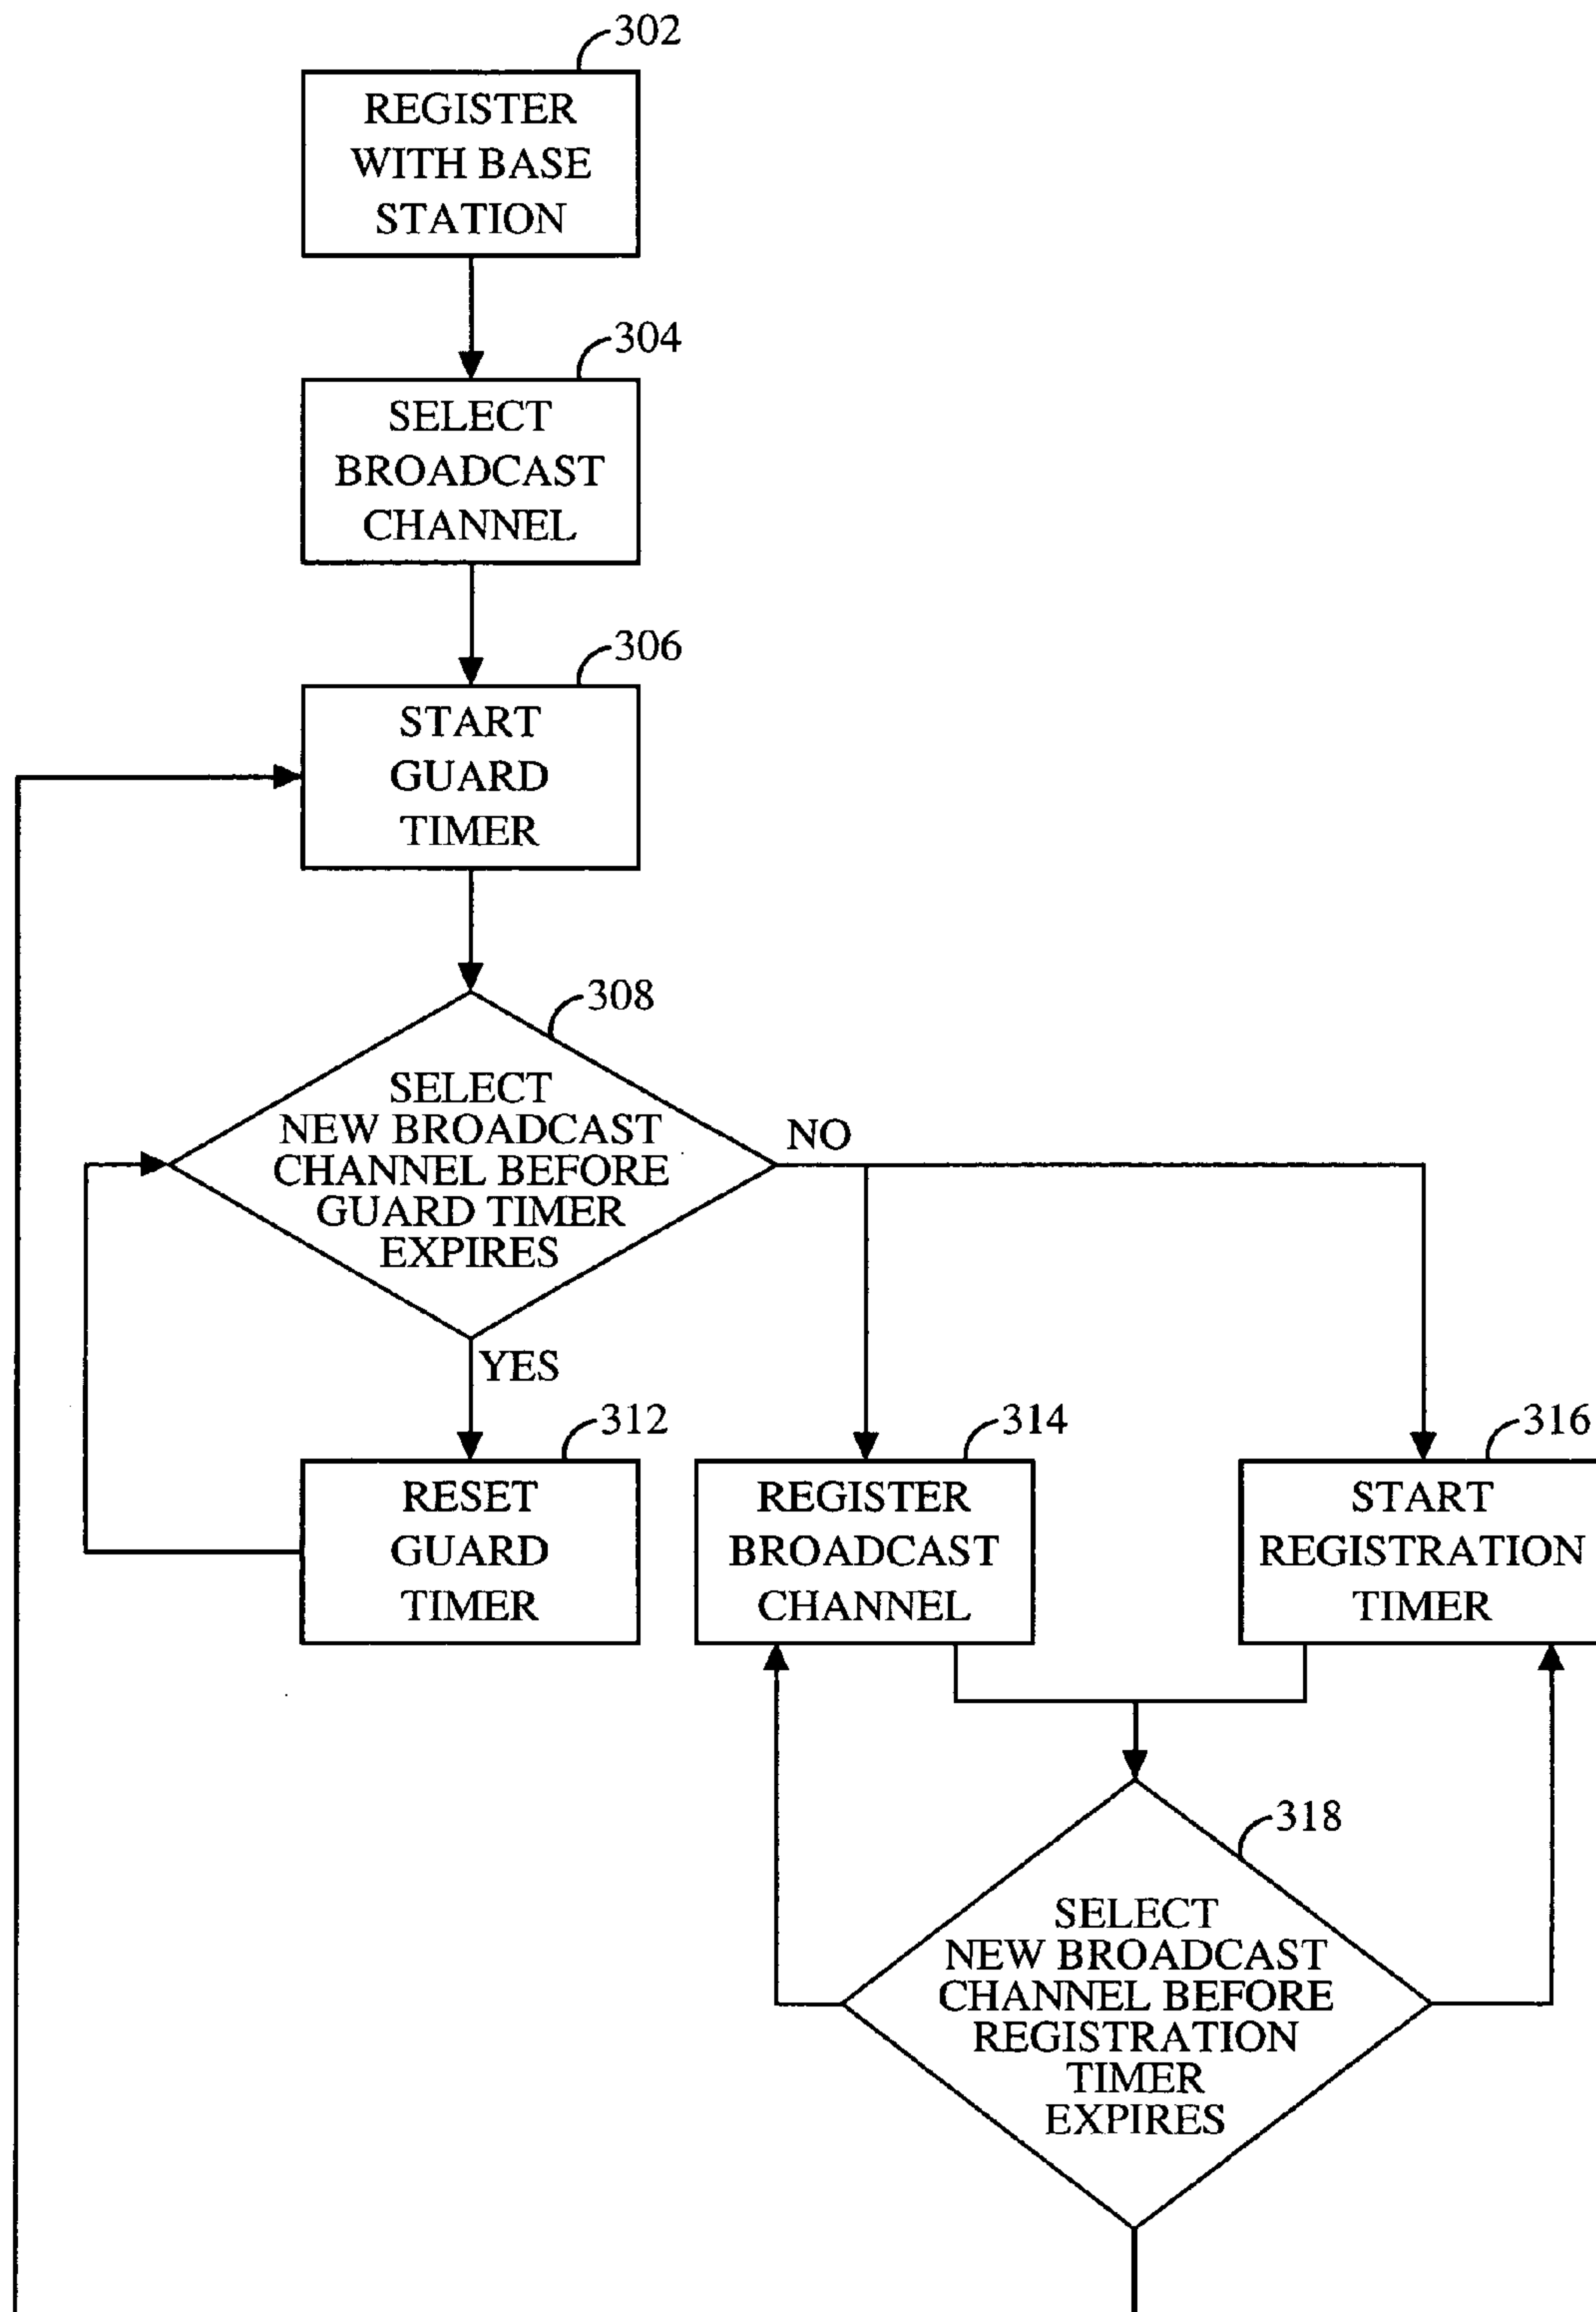 302
REGISTER
WITH BASE
STATION
304
SELECT
BROADCAST
CHANNEL
306
START
GUARD
TIMER
308
SELECT
NEW BROADCAST
CHANNEL BEFORE
GUARD TIMER
EXPIRES
NO
YES
312
RESET
GUARD
TIMER
314
REGISTER
BROADCAST
CHANNEL
316
START
REGISTRATION
TIMER
318
SELECT
NEW BROADCAST
CHANNEL BEFORE
REGISTRATION
TIMER
EXPIRES